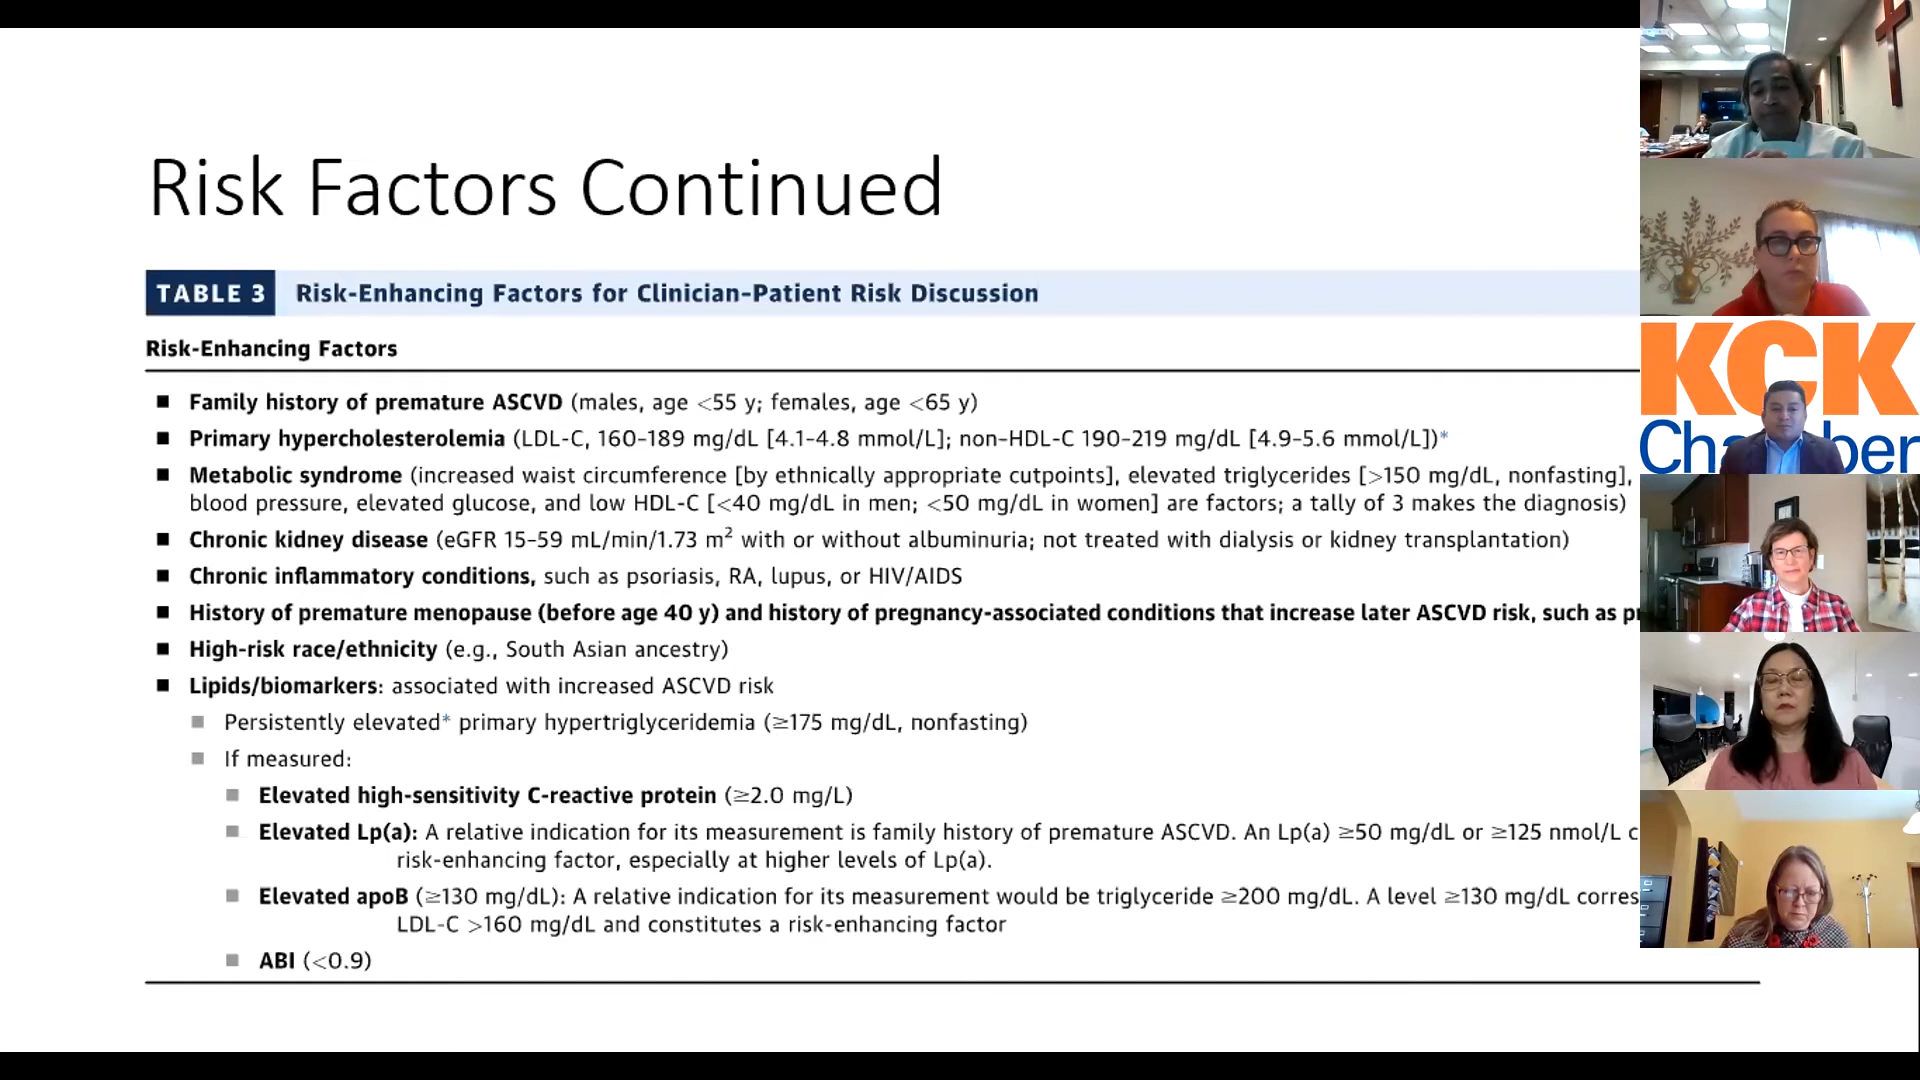 Risk Factors Continued
TABLE 3 Risk-Enhancing Factors for Clinician-Patient Risk Discussion
Risk-Enhancing Factors
■ Family history of premature ASCVD (males, age <55 y; females, age <65 y)
■ Primary hypercholesterolemia (LDL-C, 160-189 mg/dL [4.1-4.8 mmol/L]; non-HDL-C 190-219 mg/dL [4.9-5.6 mmol/L])*
■ Metabolic syndrome (increased waist circumference [by ethnically appropriate cutpoints], elevated triglycerides [>150 mg/dL, nonfasting],
blood pressure, elevated glucose, and low HDL-C [<40 mg/dL in men; <50 mg/dL in women] are factors; a tally of 3 makes the diagnosis)
■ Chronic kidney disease (eGFR 15-59 mL/min/1.73 m² with or without albuminuria; not treated with dialysis or kidney transplantation)
■ Chronic inflammatory conditions, such as psoriasis, RA, lupus, or HIV/AIDS
■ History of premature menopause (before age 40 y) and history of pregnancy-associated conditions that increase later ASCVD risk, such as
■ High-risk race/ethnicity (e.g., South Asian ancestry)
■ Lipids/biomarkers: associated with increased ASCVD risk
■ Persistently elevated* primary hypertriglyceridemia (≥175 mg/dL, nonfasting)
■ If measured:
■ Elevated high-sensitivity C-reactive protein (≥2.0 mg/L)
■ Elevated Lp(a): A relative indication for its measurement is family history of premature ASCVD. An Lp(a) ≥50 mg/dL or ≥125 nmol/L
risk-enhancing factor, especially at higher levels of Lp(a).
■ Elevated apoB (≥130 mg/dL): A relative indication for its measurement would be triglyceride ≥200 mg/dL. A level ≥130 mg/dL
LDL-C >160 mg/dL and constitutes a risk-enhancing factor
■ ABI (<0.9)
KCK